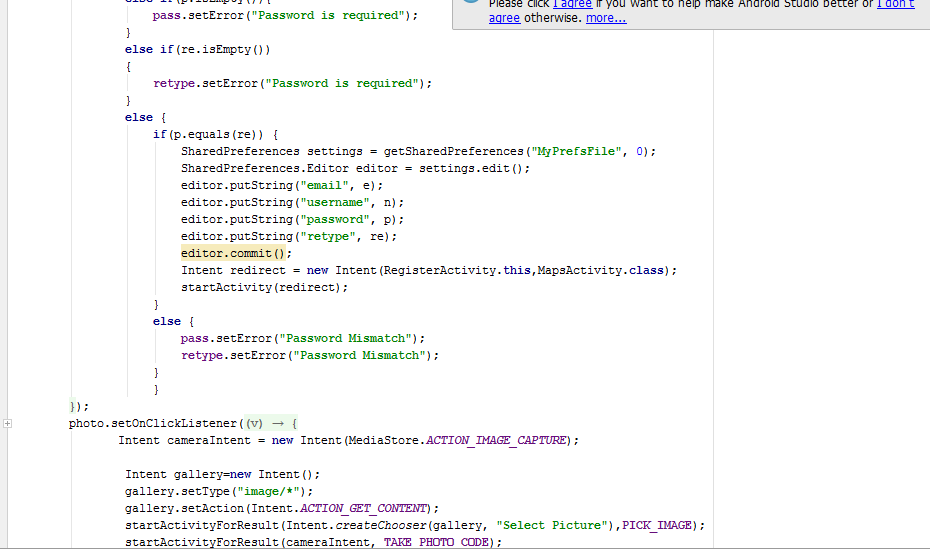 else if(p.isEmpty()){
Please click I agree if you want to help make Android Studio better or I don't
pass.setError("Password is required");
agree otherwise. more...
}
else if(re.isEmpty())
{
retype.setError("Password is required");
}
else {
if(p.equals(re)) {
SharedPreferences settings = getSharedPreferences("MyPrefsFile", 0);
SharedPreferences.Editor editor = settings.edit();
editor.putString("email", e);
editor.putString("username", n);
editor.putString("password", p);
editor.putString("retype", re);
editor.commit();
Intent redirect = new Intent(RegisterActivity.this,MapsActivity.class);
startActivity(redirect);
}
else {
pass.setError("Password Mismatch");
retype.setError("Password Mismatch");
}
}
});
photo.setOnClickListener((v) → {
Intent cameraIntent = new Intent(MediaStore.ACTION_IMAGE_CAPTURE);
Intent gallery=new Intent();
gallery.setType("image/*");
gallery.setAction(Intent.ACTION_GET_CONTENT);
startActivityForResult(Intent.createChooser(gallery, "Select Picture"),PICK_IMAGE);
startActivityForResult(cameraIntent, TAKE_PHOTO_CODE);